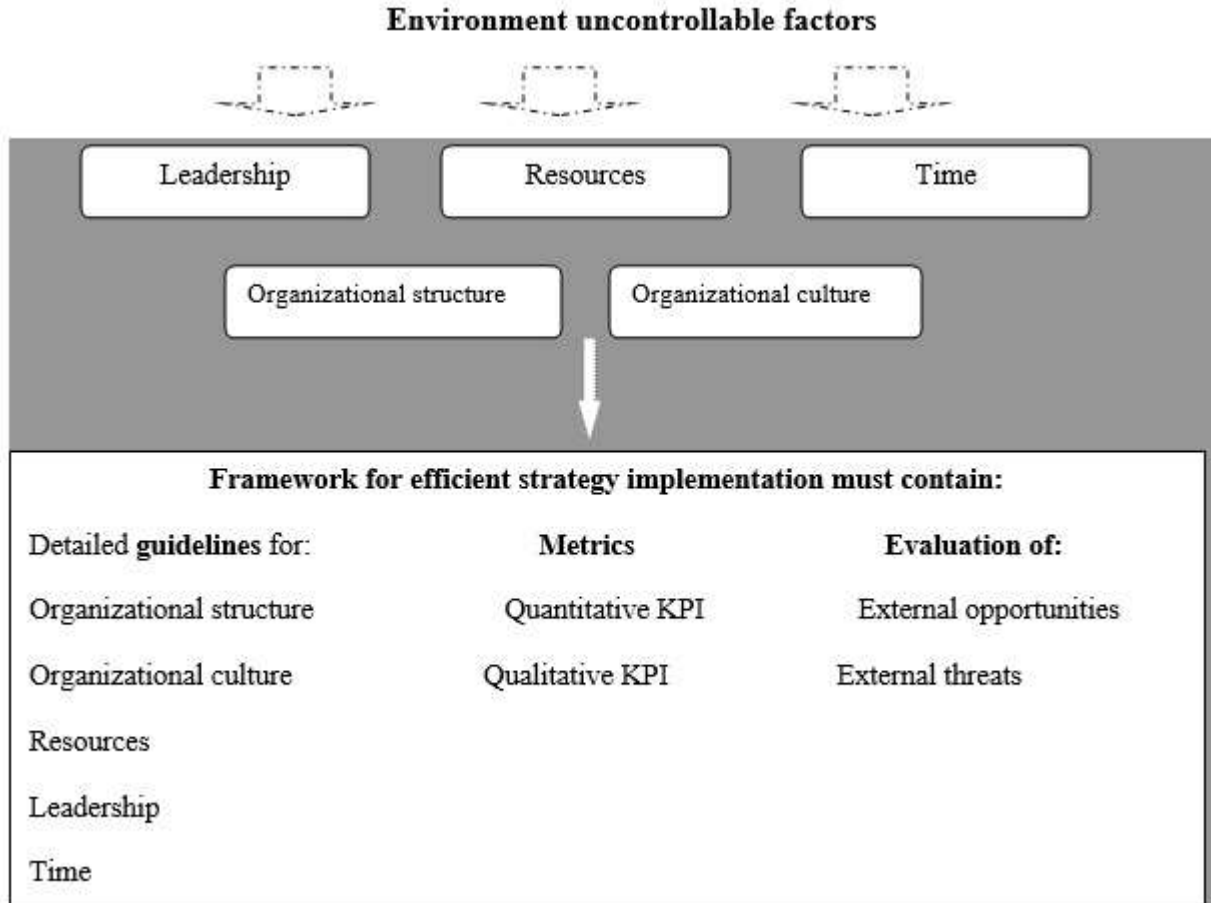 Environment uncontrollable factors
Leadership Resources Time
Organizational structure Organizational culture
Framework for efficient strategy implementation must contain:
Detailed guidelines for: Metrics Evaluation of:
Organizational structure Quantitative KPI External opportunities
Organizational culture Qualitative KPI External threats
Resources
Leadership
Time